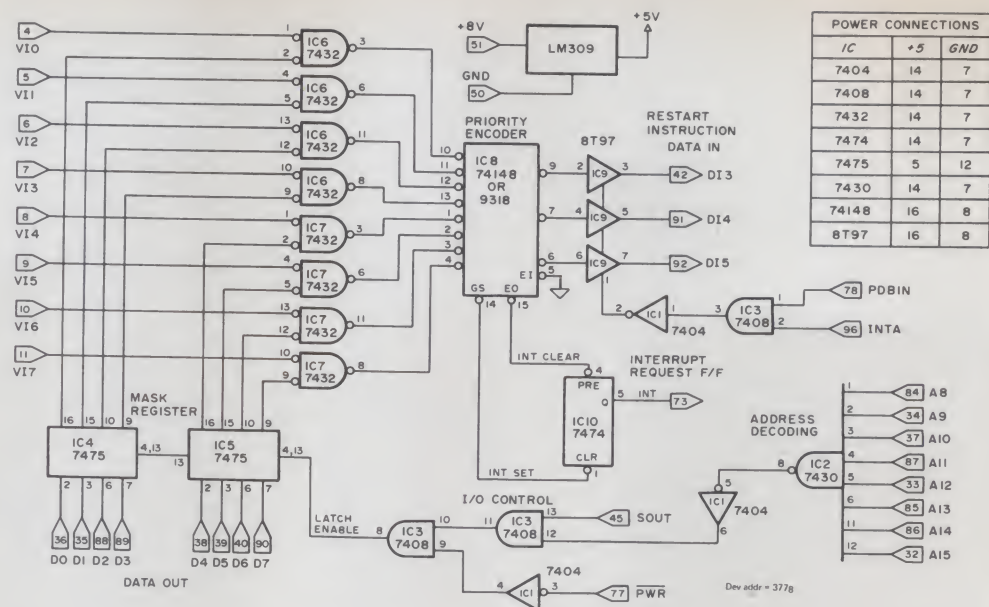 4
VI0
5
VI1
6
VI2
7
VI3
8
VI4
9
VI5
10
VI6
11
VI7
1
2
IC6
7432
3
4
5
IC6
7432
6
13
12
IC6
7432
11
10
9
IC6
7432
8
1
2
IC7
7432
3
4
5
IC7
7432
6
13
12
IC7
7432
11
10
9
IC7
7432
8
+8V
51
LM309
+5V
GND
50
PRIORITY
ENCODER
IC8
74148
OR
9318
10
11
12
13
1
2
3
4
9
7
6
5
EI
GS
EO
14
15
8T97
2
IC9
3
4
IC9
5
6
IC9
7
1
RESTART
INSTRUCTION
DATA IN
42 DI3
91 DI4
92 DI5
2
IC1
1
7404
3
IC3
7408
1
2
78 PDBIN
96 INTA
INT CLEAR
INTERRUPT
REQUEST F/F
4
PRE
Q
5
INT
73
IC10
7474
CLR
1
INT SET
MASK
REGISTER
16 15 10 9
IC4
7475
4,13
2 3 6 7
36 35 88 89
D0 D1 D2 D3
16 15 10 9
13
IC5
7475
4,13
2 3 6 7
38 39 40 90
D4 D5 D6 D7
DATA OUT
LATCH
ENABLE
8
IC3
7408
10
9
I/O CONTROL
11
IC3
7408
13
12
45 SOUT
7404
4
IC1
3
77 PWR
ADDRESS
DECODING
8
IC2
7430
5
IC1
7404
6
1
84 A8
2
34 A9
3
37 A10
4
87 A11
5
33 A12
6
85 A13
11
86 A14
12
32 A15
Dev addr = 3778
POWER CONNECTIONS
IC +5 GND
7404 14 7
7408 14 7
7432 14 7
7474 14 7
7475 5 12
7430 14 7
74148 16 8
8T97 16 8